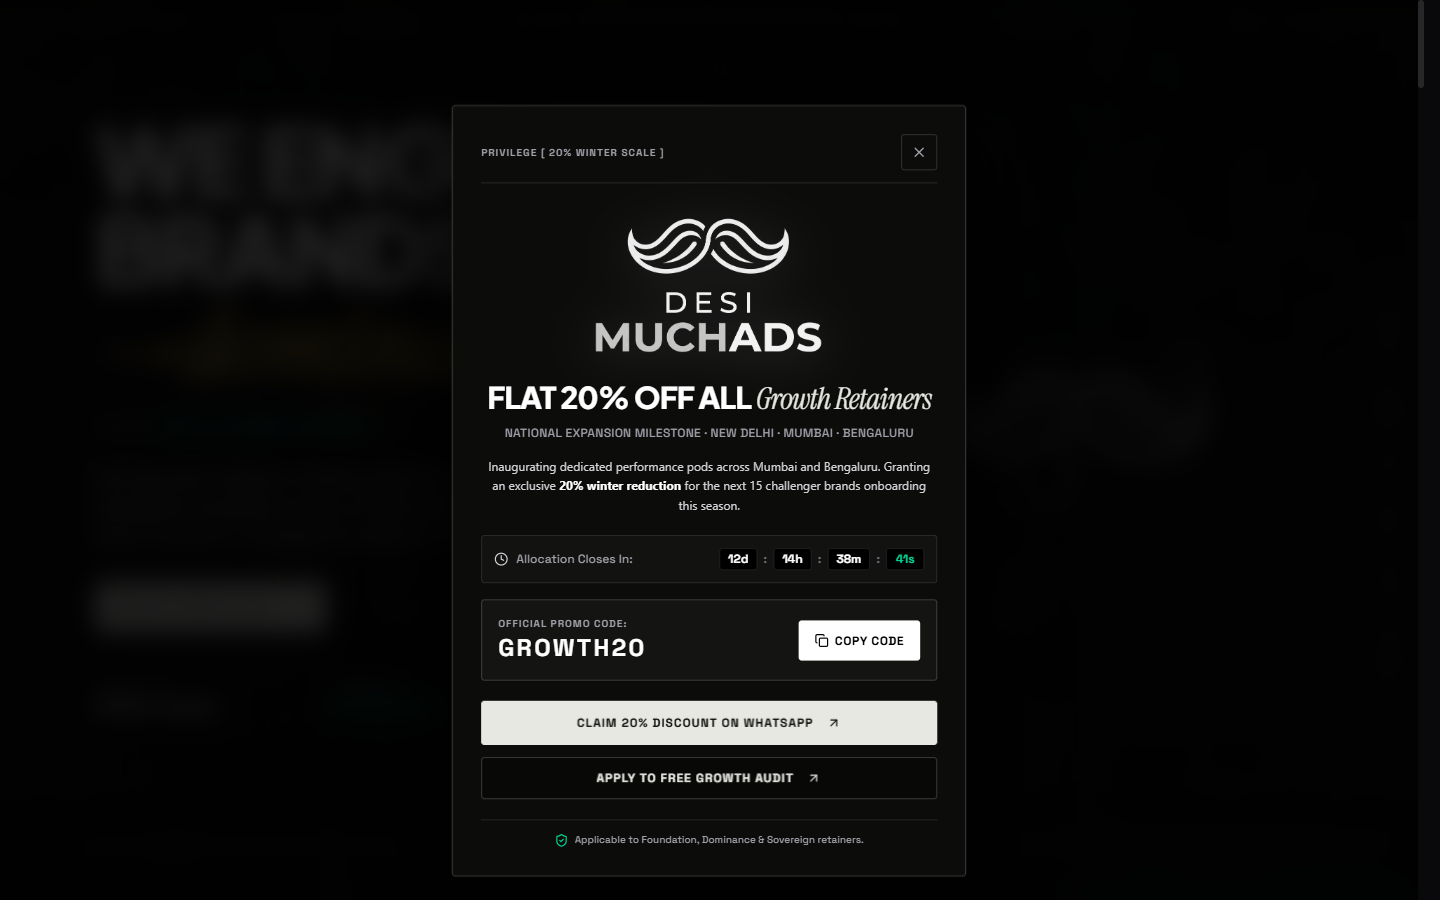 WE ENG
BRANDS
PRIVILEGE [ 20% WINTER SCALE ]
DESI
MUCHADS
FLAT 20% OFF ALL Growth Retainers
NATIONAL EXPANSION MILESTONE · NEW DELHI · MUMBAI · BENGALURU
Inaugurating dedicated performance pods across Mumbai and Bengaluru. Granting
an exclusive 20% winter reduction for the next 15 challenger brands onboarding
this season.
Allocation Closes In: 12d : 14h : 38m : 41s
OFFICIAL PROMO CODE:
GROWTH20
COPY CODE
CLAIM 20% DISCOUNT ON WHATSAPP
APPLY TO FREE GROWTH AUDIT
Applicable to Foundation, Dominance & Sovereign retainers.